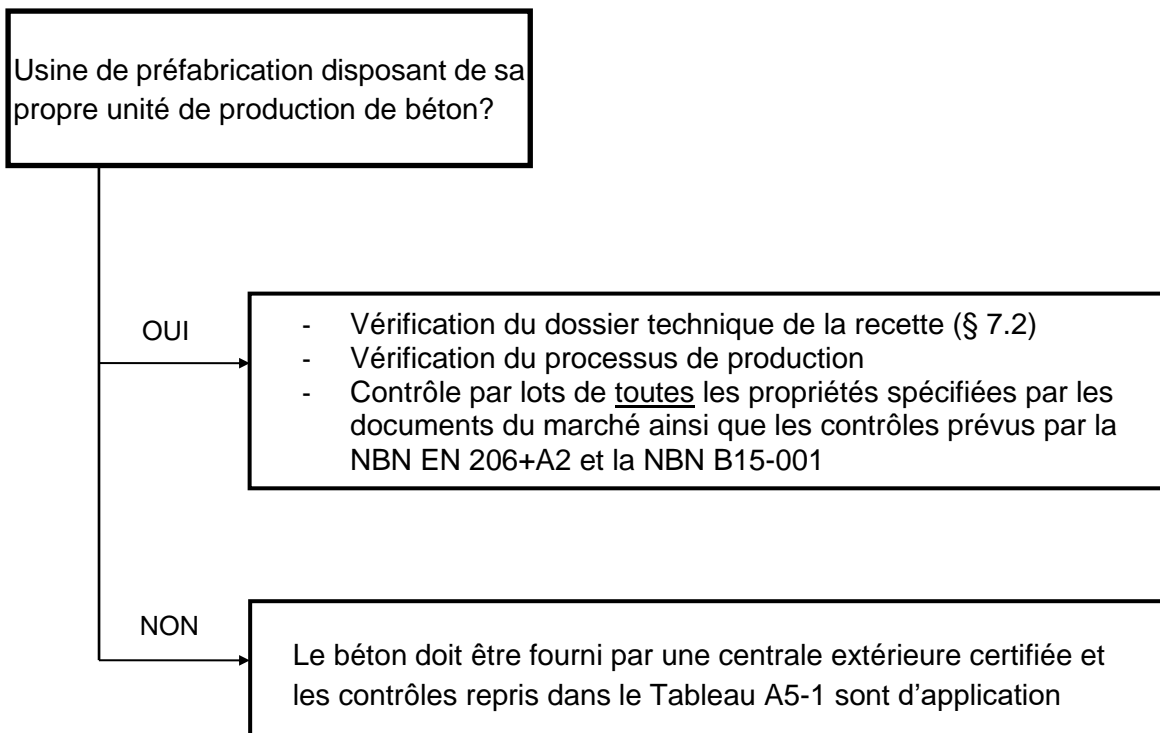 Usine de préfabrication disposant de sa
propre unité de production de béton?
OUI
- Vérification du dossier technique de la recette (§ 7.2)
- Vérification du processus de production
- Contrôle par lots de toutes les propriétés spécifiées par les
documents du marché ainsi que les contrôles prévus par la
NBN EN 206+A2 et la NBN B15-001
NON
Le béton doit être fourni par une centrale extérieure certifiée et
les contrôles repris dans le Tableau A5-1 sont d’application